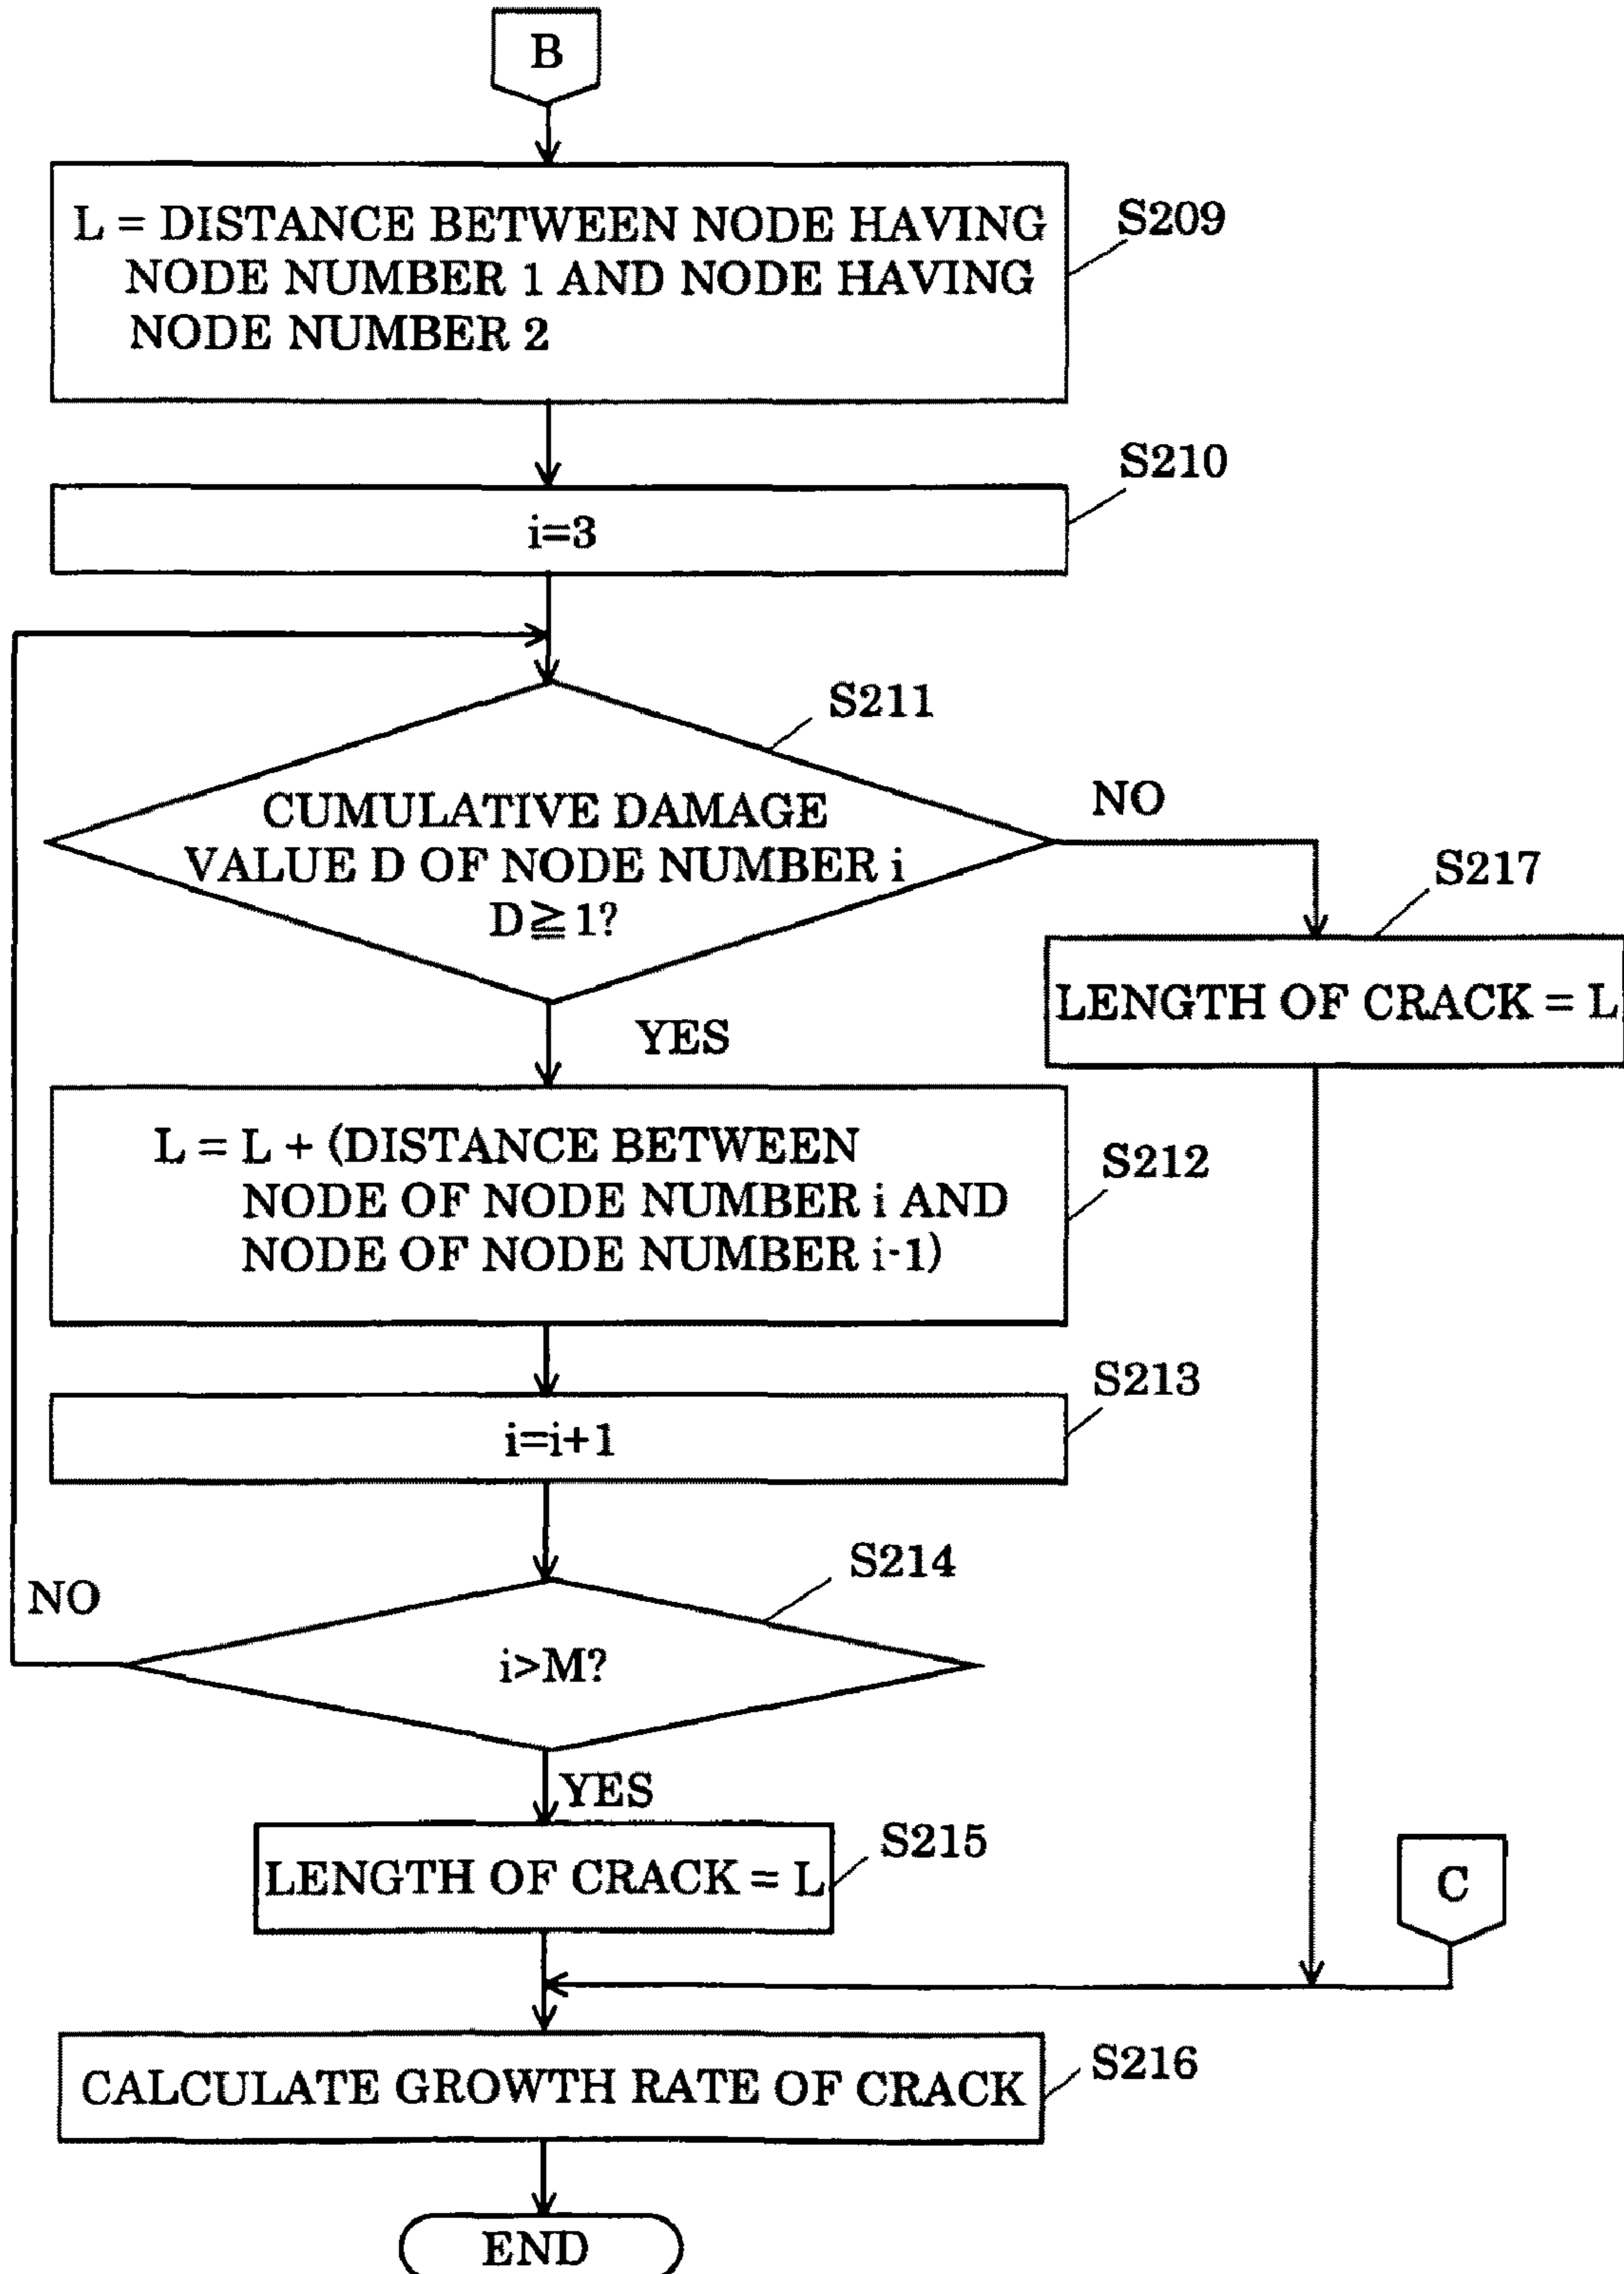 B
L = DISTANCE BETWEEN NODE HAVING
NODE NUMBER 1 AND NODE HAVING
NODE NUMBER 2
S209
S210
i=3
S211
CUMULATIVE DAMAGE
VALUE D OF NODE NUMBER i
D≧1?
NO
S217
LENGTH OF CRACK = L
YES
L = L + (DISTANCE BETWEEN
NODE OF NODE NUMBER i AND
NODE OF NODE NUMBER i-1)
S212
S213
i=i+1
S214
NO
i>M?
YES
S215
LENGTH OF CRACK = L
C
CALCULATE GROWTH RATE OF CRACK
S216
END